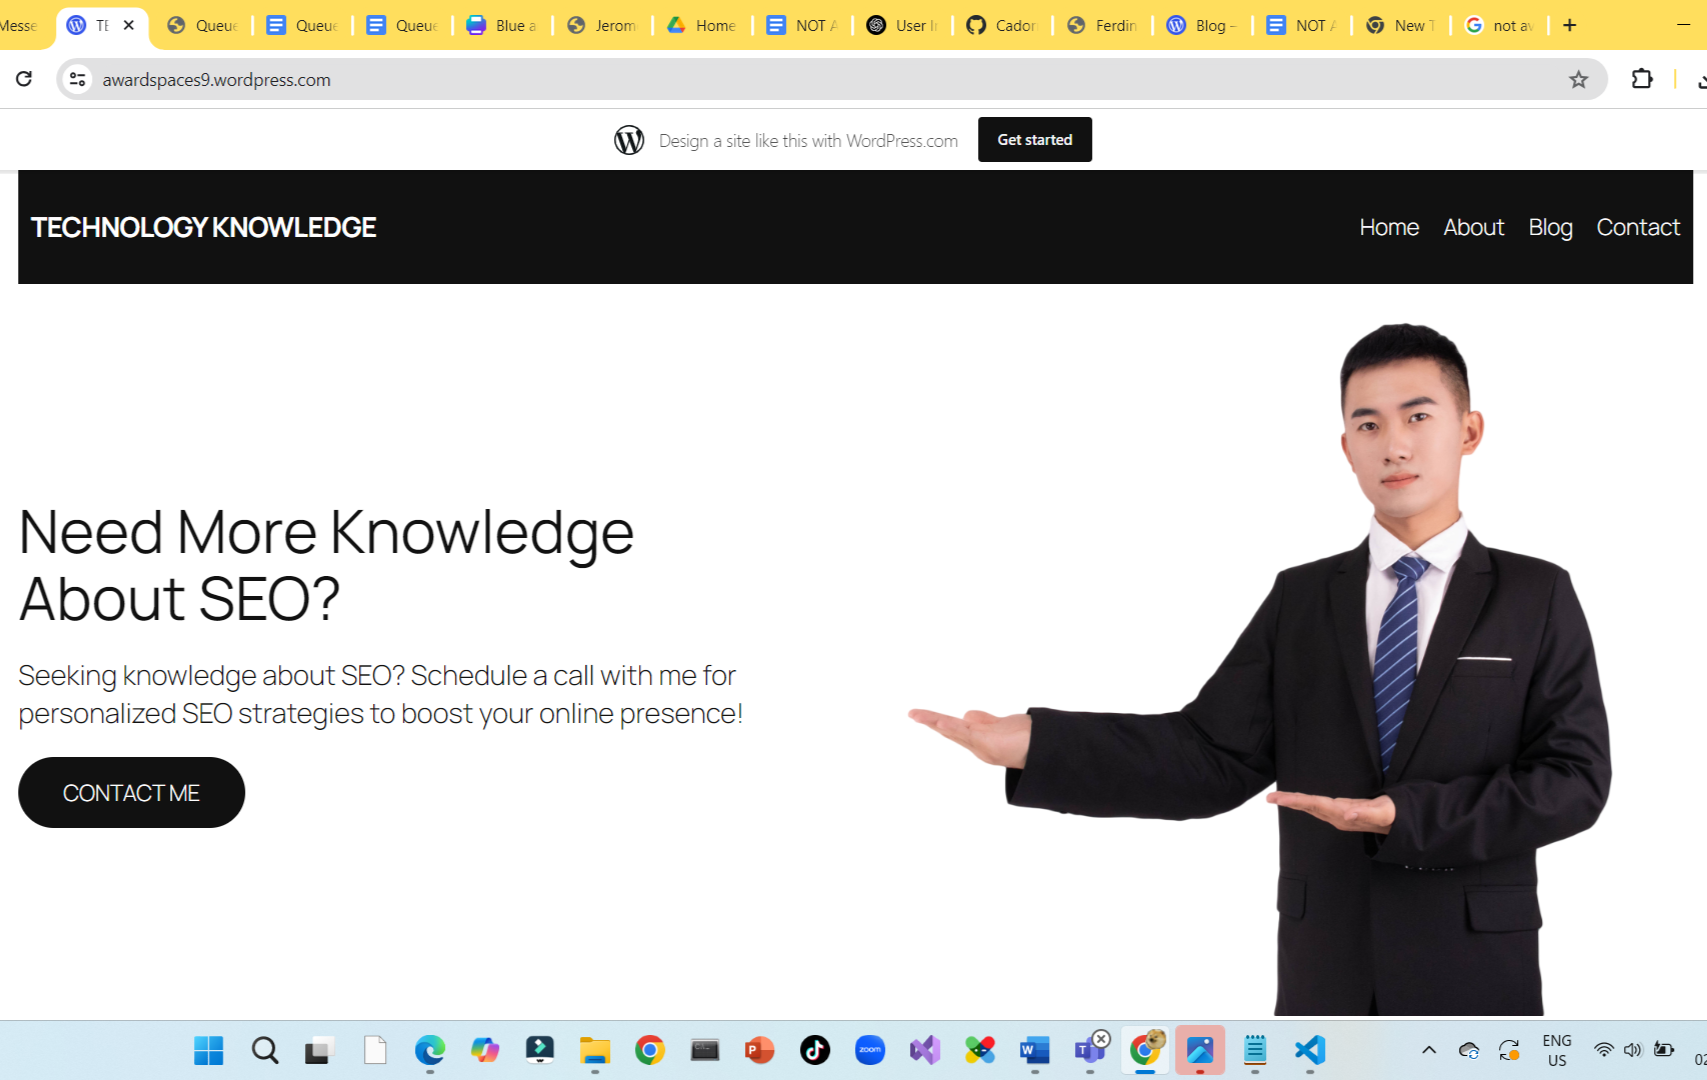 Messe
TE
Queue
Queue
Queue
Blue a
Jerom
Home
NOT A
User In
Cador
Ferdin
Blog –
NOT A
New T
not av
awardspaces9.wordpress.com
Design a site like this with WordPress.com
Get started
TECHNOLOGY KNOWLEDGE
Home About Blog Contact
Need More Knowledge
About SEO?
Seeking knowledge about SEO? Schedule a call with me for
personalized SEO strategies to boost your online presence!
CONTACT ME
zoom
ENG
US
02